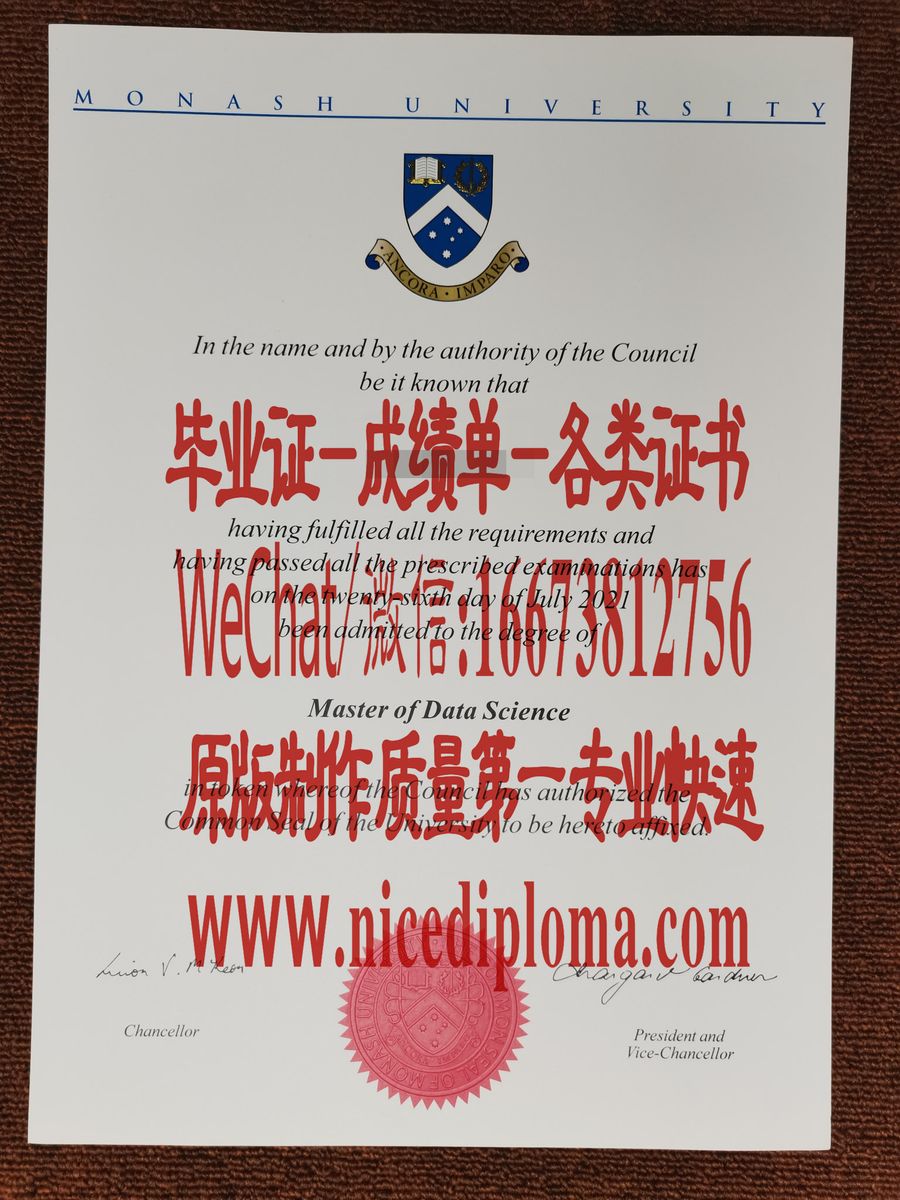 MONASH UNIVERSITY
ANCORA · IMPARO
In the name and by the authority of the Council
be it known that
毕业证－成绩单－各类证书
having fulfilled all the requirements and
having passed all the prescribed examinations has
WeChat/微信:16673812756
on the twenty-sixth day of July 2021
been admitted to the degree of
Master of Data Science
原版制作质量第一专业快速
in token whereof the Council has authorized the
Common Seal of the University to be hereto affixed.
www.nicediploma.com
Chancellor
President and
Vice-Chancellor